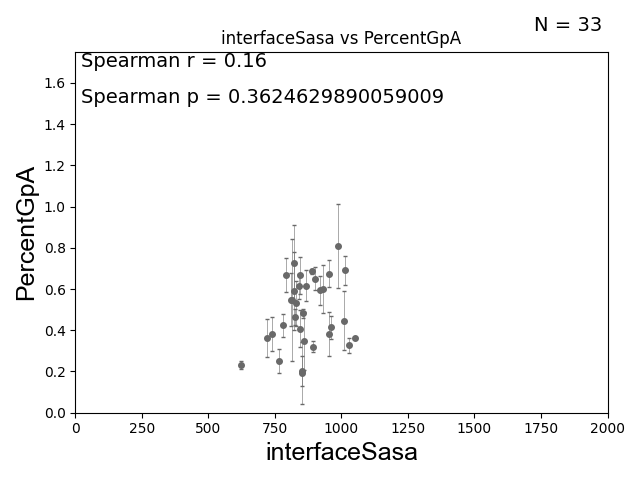 N = 33
interfaceSasa vs PercentGpA
Spearman r = 0.16
Spearman p = 0.3624629890059009
PercentGpA
1.6
1.4
1.2
1.0
0.8
0.6
0.4
0.2
0.0
0 250 500 750 1000 1250 1500 1750 2000
interfaceSasa